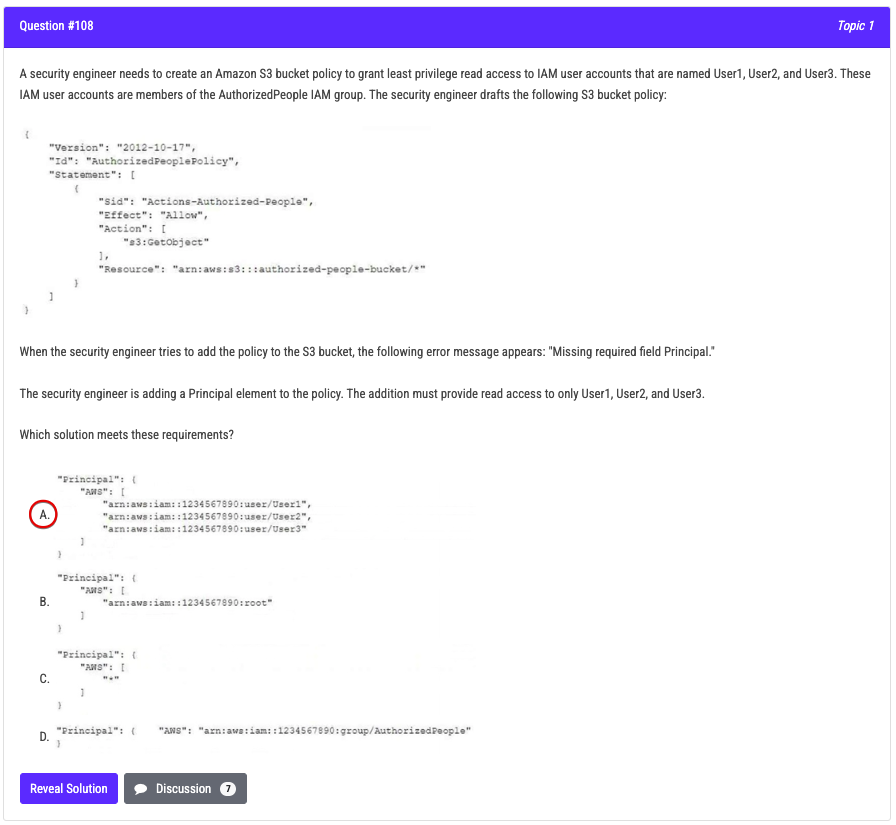 Question #108
Topic 1
A security engineer needs to create an Amazon S3 bucket policy to grant least privilege read access to IAM user accounts that are named User1, User2, and User3. These
IAM user accounts are members of the AuthorizedPeople IAM group. The security engineer drafts the following S3 bucket policy:
{
"Version": "2012-10-17",
"Id": "AuthorizedPeoplePolicy",
"Statement": [
{
"Sid": "Actions-Authorized-People",
"Effect": "Allow",
"Action": [
"s3:GetObject"
],
"Resource": "arn:aws:s3:::authorized-people-bucket/*"
}
]
}
When the security engineer tries to add the policy to the S3 bucket, the following error message appears: "Missing required field Principal."
The security engineer is adding a Principal element to the policy. The addition must provide read access to only User1, User2, and User3.
Which solution meets these requirements?
A.
"Principal": {
"AWS": [
"arn:aws:iam::1234567890:user/User1",
"arn:aws:iam::1234567890:user/User2",
"arn:aws:iam::1234567890:user/User3"
]
}
B.
"Principal": {
"AWS": [
"arn:aws:iam::1234567890:root"
]
}
C.
"Principal": {
"AWS": [
"*"
]
}
D.
"Principal": { "AWS": "arn:aws:iam::1234567890:group/AuthorizedPeople"
}
Reveal Solution
Discussion 7